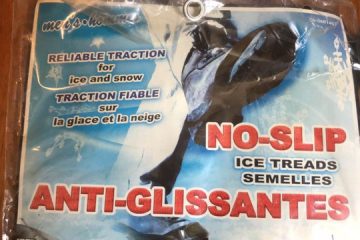 RELIABLE TRACTION
for
ice and snow
TRACTION FIABLE
sur
la glace et la neige
NO-SLIP
ICE TREADS
SEMELLES
ANTI-GLISSANTES